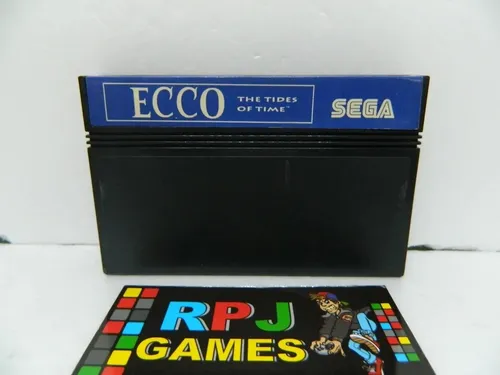 ECCO THE TIDES
OF TIME™
SEGA
RPJ
GAMES